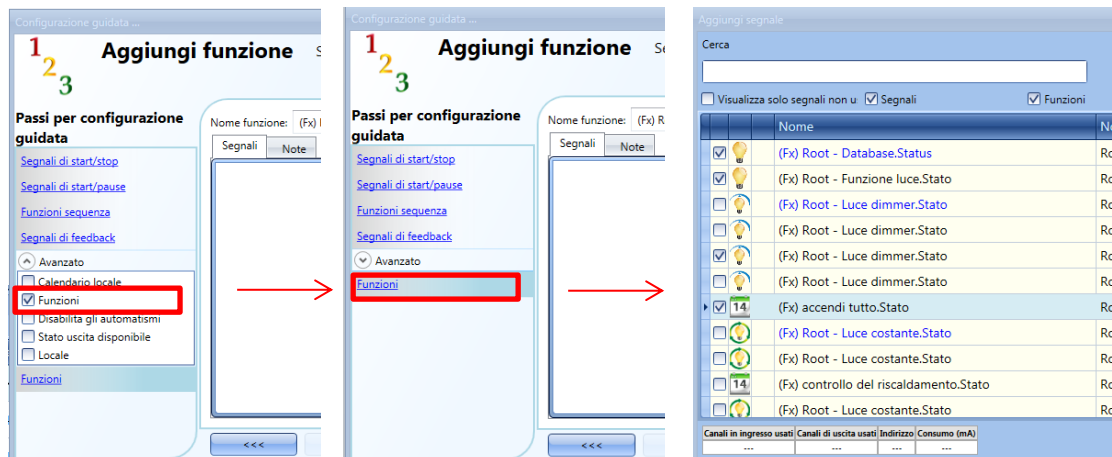 Configurazione guidata ...
1
2
3
Aggiungi funzione
Passi per configurazione
guidata
Segnali di start/stop
Segnali di start/pause
Funzioni sequenza
Segnali di feedback
Avanzato
Calendario locale
Funzioni
Disabilita gli automatismi
Stato uscita disponibile
Locale
Funzioni
Nome funzione: (Fx)
Segnali Note
<<<
Configurazione guidata ...
1
2
3
Aggiungi funzione
Passi per configurazione
guidata
Segnali di start/stop
Segnali di start/pause
Funzioni sequenza
Segnali di feedback
Avanzato
Funzioni
Nome funzione: (Fx) R
Segnali Note
<<<
Aggiungi segnale
Cerca
Visualizza solo segnali non u Segnali Funzioni
Nome
(Fx) Root - Database.Status
(Fx) Root - Funzione luce.Stato
(Fx) Root - Luce dimmer.Stato
(Fx) Root - Luce dimmer.Stato
(Fx) Root - Luce dimmer.Stato
(Fx) Root - Luce dimmer.Stato
14 (Fx) accendi tutto.Stato
(Fx) Root - Luce costante.Stato
(Fx) Root - Luce costante.Stato
14 (Fx) controllo del riscaldamento.Stato
(Fx) Root - Luce costante.Stato
Canali in ingresso usati Canali di uscita usati Indirizzo Consumo (mA)
--- --- --- ---